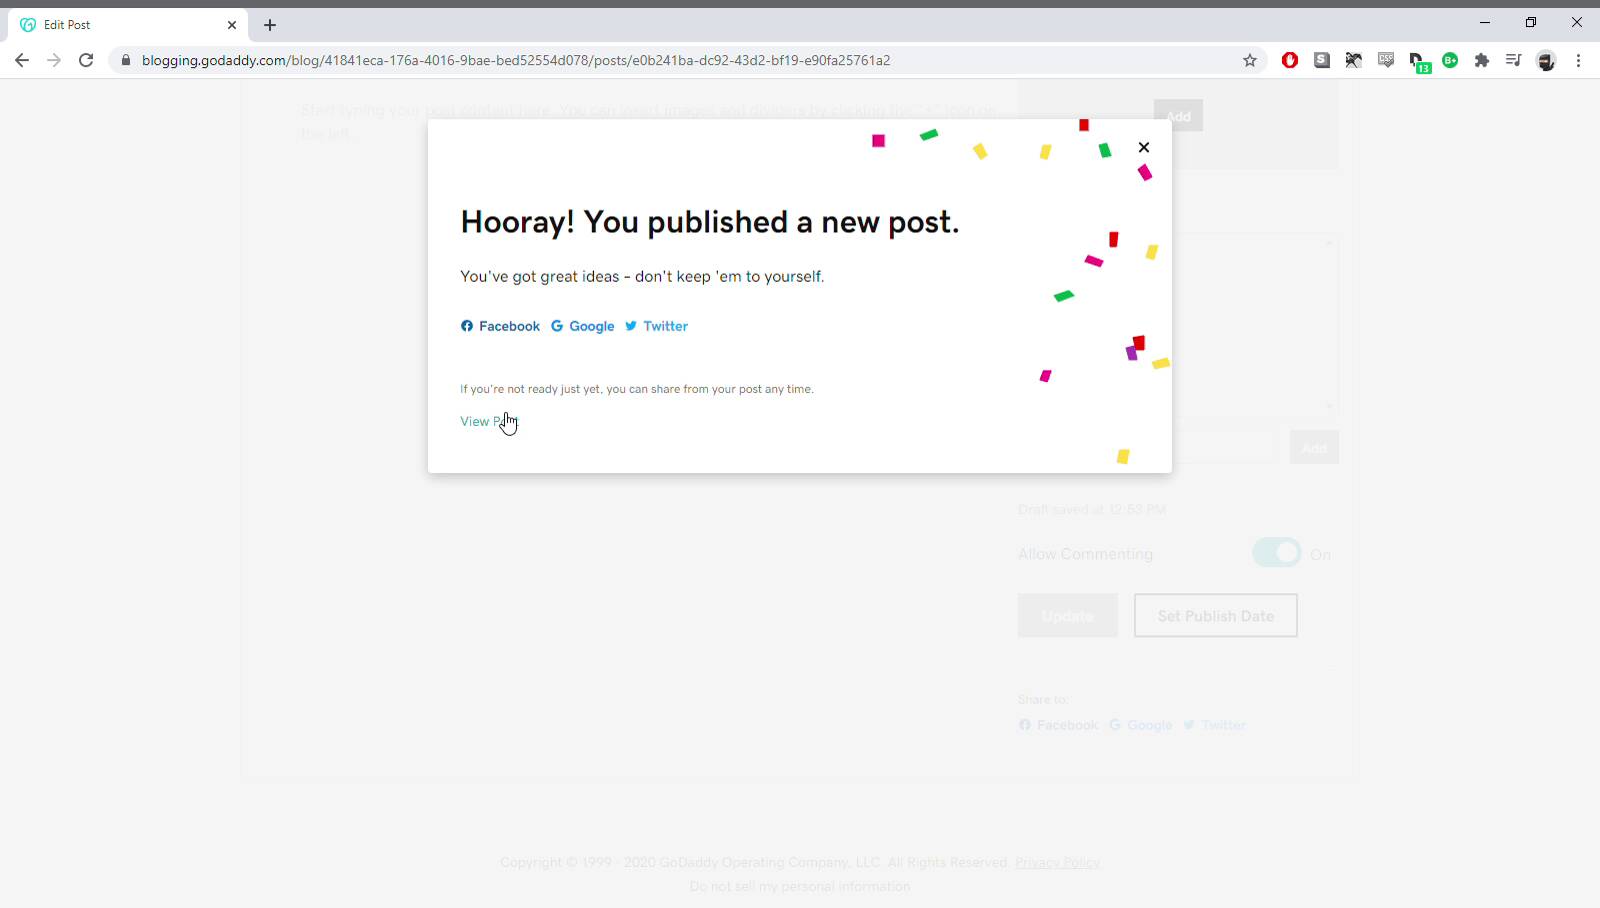 Edit Post
blogging.godaddy.com/blog/41841eca-176a-4016-9bae-bed52554d078/posts/e0b241ba-dc92-43d2-bf19-e90fa25761a2
S
CSS
13
B+
Start typing your post content here. You can insert images and dividers by clicking the "+" icon on
the left.
Add
Hooray! You published a new post.
You've got great ideas - don't keep 'em to yourself.
Facebook Google Twitter
If you're not ready just yet, you can share from your post any time.
View Post
Add
Draft saved at 12:53 PM
Allow Commenting On
Update Set Publish Date
Share to:
Facebook Google Twitter
Copyright © 1999 - 2020 GoDaddy Operating Company, LLC. All Rights Reserved. Privacy Policy
Do not sell my personal information